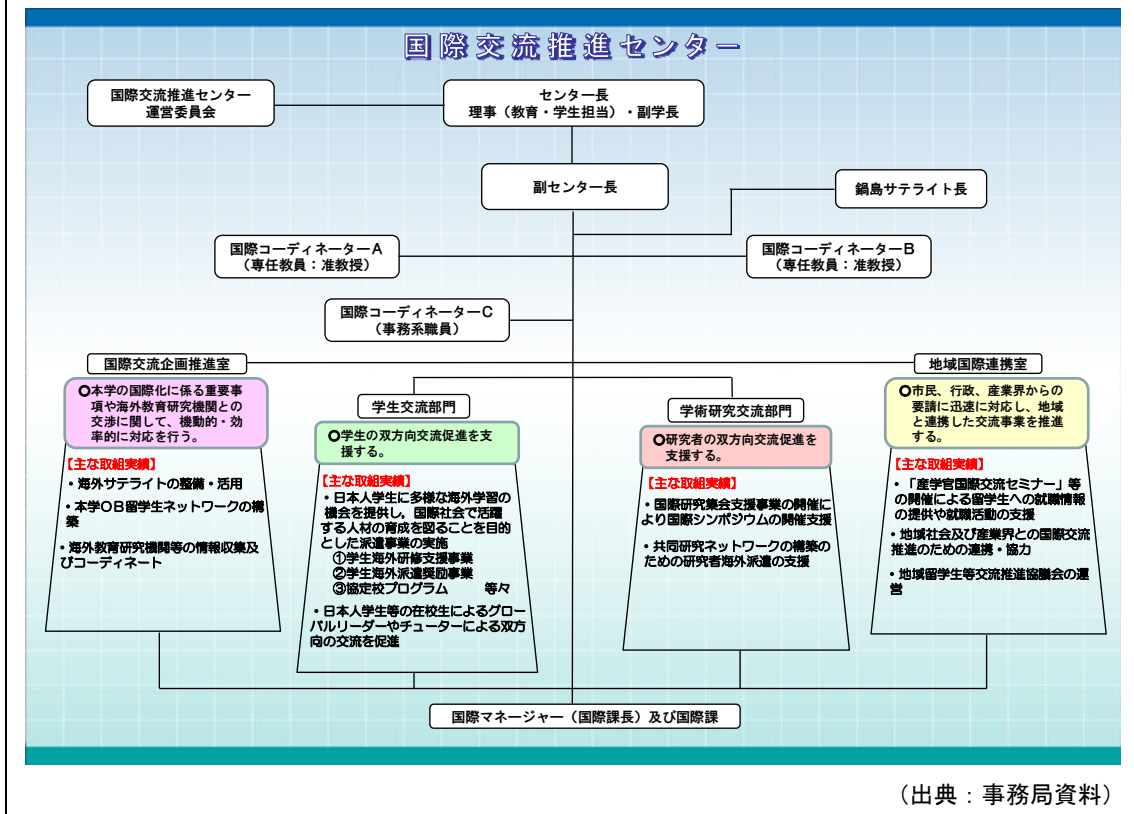 国際交流推進センター
国際交流推進センター
運営委員会
センター長
理事（教育・学生担当）・副学長
副センター長
鍋島サテライト長
国際コーディネーターA
（専任教員：准教授）
国際コーディネーターB
（専任教員：准教授）
国際コーディネーターC
（事務系職員）
国際交流企画推進室
○本学の国際化に係る重要事
項や海外教育研究機関との
交渉に関して、機動的・効
率的に対応を行う。
【主な取組実績】
・海外サテライトの整備・活用
・本学ＯＢ留学生ネットワークの構
築
・海外教育研究機関等の情報収集及
びコーディネート
学生交流部門
○学生の双方向交流促進を支
援する。
【主な取組実績】
・日本人学生に多様な海外学習の
機会を提供し，国際社会で活躍
する人材の育成を図ることを目的
とした派遣事業の実施
①学生海外研修支援事業
②学生海外派遣奨励事業
③協定校プログラム　　等々
・日本人学生等の在校生によるグロー
バルリーダーやチューターによる双方
向の交流を促進
学術研究交流部門
○研究者の双方向交流促進を
支援する。
【主な取組実績】
・国際研究集会支援事業の開催に
より国際シンポジウムの開催支援
・共同研究ネットワークの構築の
ための研究者海外派遣の支援
地域国際連携室
○市民、行政、産業界からの
要請に迅速に対応し、地域
と連携した交流事業を推進
する。
【主な取組実績】
・「産学官国際交流セミナー」等
の開催による留学生への就職情報
の提供や就職活動の支援
・地域社会及び産業界との国際交流
推進のための連携・協力
・地域留学生等交流推進協議会の運
営
国際マネージャー（国際課長）及び国際課
（出典：事務局資料）